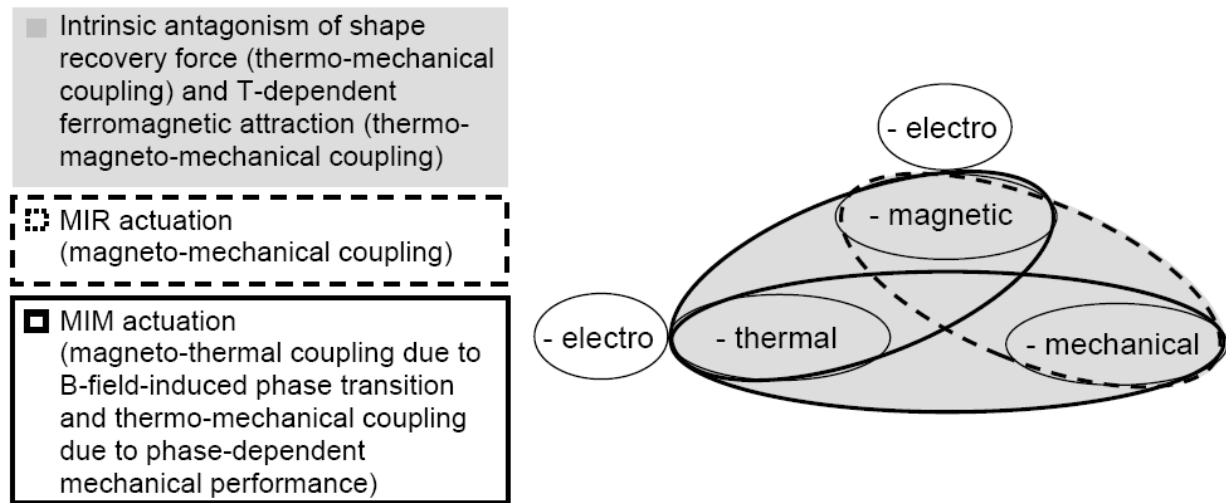 Intrinsic antagonism of shape
recovery force (thermo-mechanical
coupling) and T-dependent
ferromagnetic attraction (thermo-
magneto-mechanical coupling)
MIR actuation
(magneto-mechanical coupling)
MIM actuation
(magneto-thermal coupling due to
B-field-induced phase transition
and thermo-mechanical coupling
due to phase-dependent
mechanical performance)
- electro
- magnetic
- electro
- thermal
- mechanical